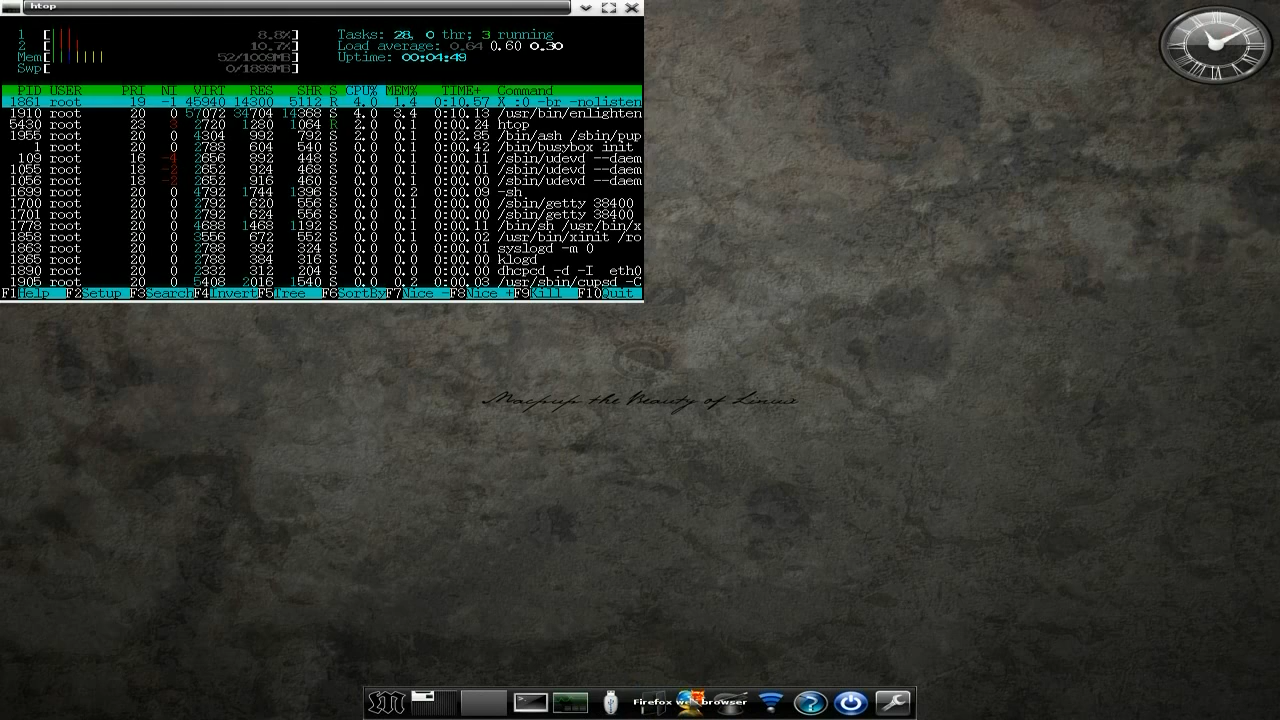 htop
1 [||| 8.8%] Tasks: 28, 0 thr; 3 running
2 [||| 10.7%] Load average: 0.64 0.60 0.30
Mem[||||||| 52/1009MB] Uptime: 00:04:49
Swp[ 0/1899MB]
PID USER PRI NI VIRT RES SHR S CPU% MEM% TIME+ Command
1861 root 19 -1 45940 14300 5112 R 4.0 1.4 0:10.57 X :0 -br -nolisten
1910 root 20 0 57072 34704 14368 S 4.0 3.4 0:10.13 /usr/bin/enlighten
5430 root 23 3 2720 1280 1064 R 2.0 0.1 0:00.24 htop
1955 root 20 0 4304 992 792 S 2.0 0.1 0:02.35 /bin/ash /sbin/pup
1 root 20 0 2788 604 540 S 0.0 0.1 0:00.42 /bin/busybox init
109 root 16 -4 2656 892 448 S 0.0 0.1 0:00.11 /sbin/udevd --daem
1055 root 18 -2 2652 924 468 S 0.0 0.1 0:00.01 /sbin/udevd --daem
1056 root 18 -2 2652 916 460 S 0.0 0.1 0:00.00 /sbin/udevd --daem
1699 root 20 0 4792 1744 1396 S 0.0 0.2 0:00.09 -sh
1700 root 20 0 2792 620 556 S 0.0 0.1 0:00.00 /sbin/getty 38400
1701 root 20 0 2792 624 556 S 0.0 0.1 0:00.00 /sbin/getty 38400
1778 root 20 0 4688 1468 1192 S 0.0 0.1 0:00.11 /bin/sh /usr/bin/x
1858 root 20 0 3556 672 552 S 0.0 0.1 0:00.02 /usr/bin/xinit /ro
1863 root 20 0 2736 392 324 S 0.0 0.0 0:00.01 syslogd -m 0
1865 root 20 0 2788 384 316 S 0.0 0.0 0:00.00 klogd
1890 root 20 0 2332 312 204 S 0.0 0.0 0:00.00 dhcpcd -d -I eth0
1905 root 20 0 5408 2016 1540 S 0.0 0.2 0:00.03 /usr/sbin/cupsd -C
F1Help F2Setup F3SearchF4InvertF5Tree F6SortByF7Nice -F8Nice +F9Kill F10Quit
Macpup the Beauty of Linux
Firefox web browser